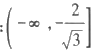 : ( -∞ , -2/√3 ]